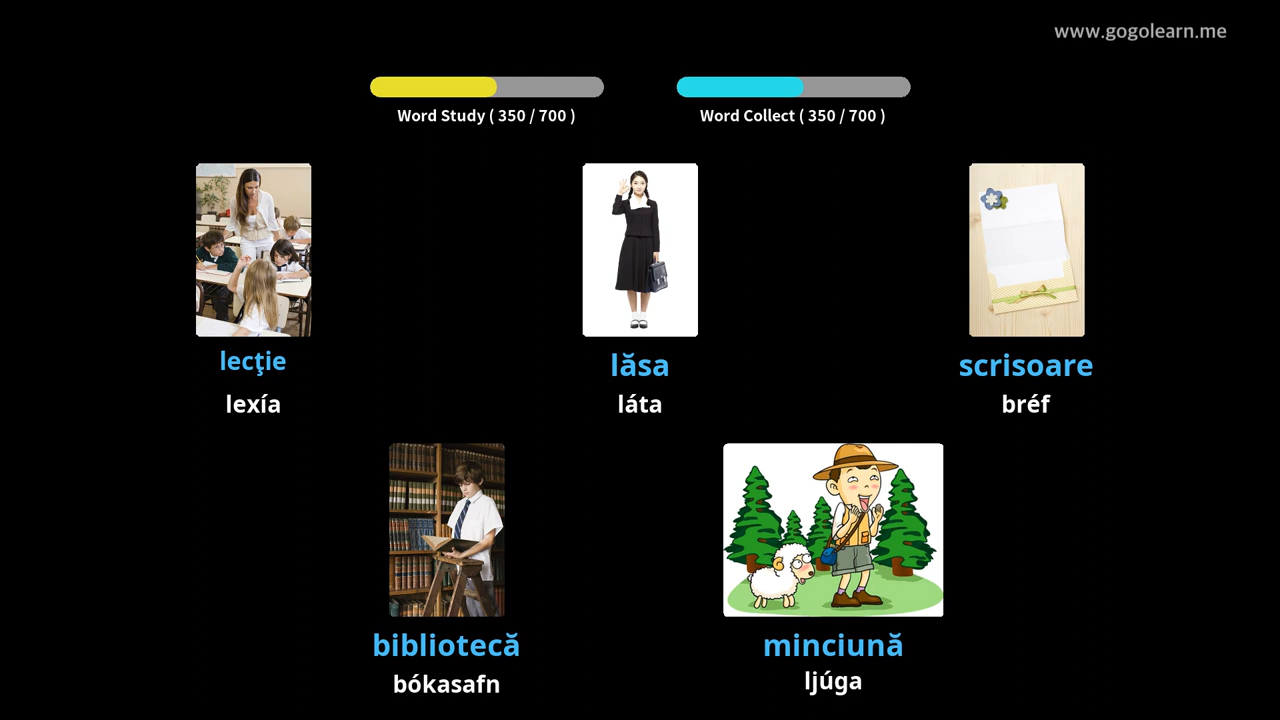 www.gogolearn.me
Word Study ( 350 / 700 )
Word Collect ( 350 / 700 )
lecţie
lexía
lăsa
láta
scrisoare
bréf
bibliotecă
bókasafn
minciună
ljúga